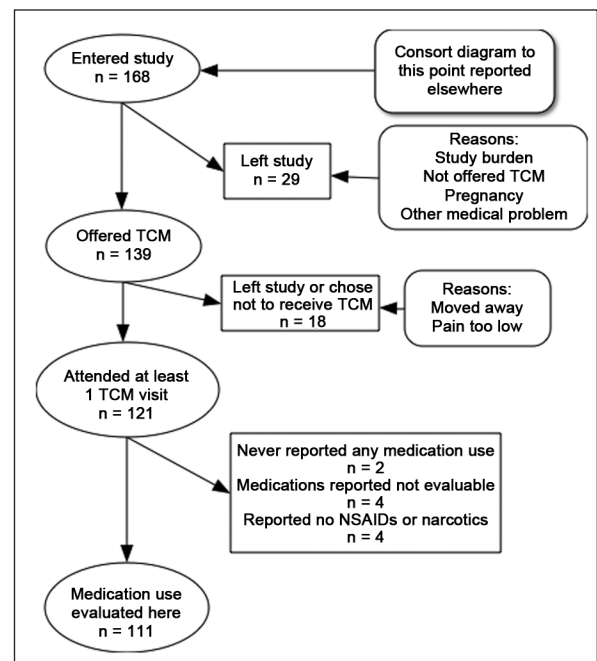 Entered study
n = 168
Consort diagram to
this point reported
elsewhere
Left study
n = 29
Reasons:
Study burden
Not offered TCM
Pregnancy
Other medical problem
Offered TCM
n = 139
Left study or chose
not to receive TCM
n = 18
Reasons:
Moved away
Pain too low
Attended at least
1 TCM visit
n = 121
Never reported any medication use
n = 2
Medications reported not evaluable
n = 4
Reported no NSAIDs or narcotics
n = 4
Medication use
evaluated here
n = 111